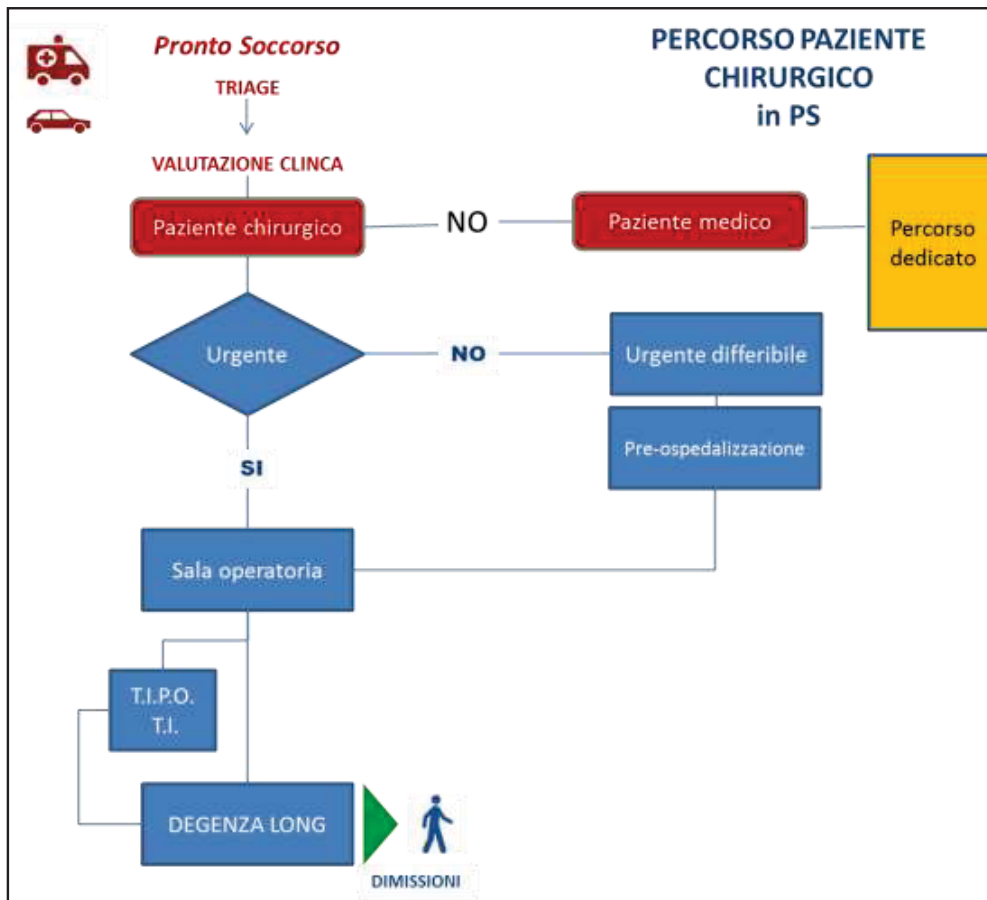 Pronto Soccorso
PERCORSO PAZIENTE
CHIRURGICO
in PS
TRIAGE
VALUTAZIONE CLINCA
Paziente chirurgico
NO
Paziente medico
Percorso
dedicato
Urgente
NO
Urgente differibile
Pre-ospedalizzazione
SI
Sala operatoria
T.I.P.O.
T.I.
DEGENZA LONG
DIMISSIONI